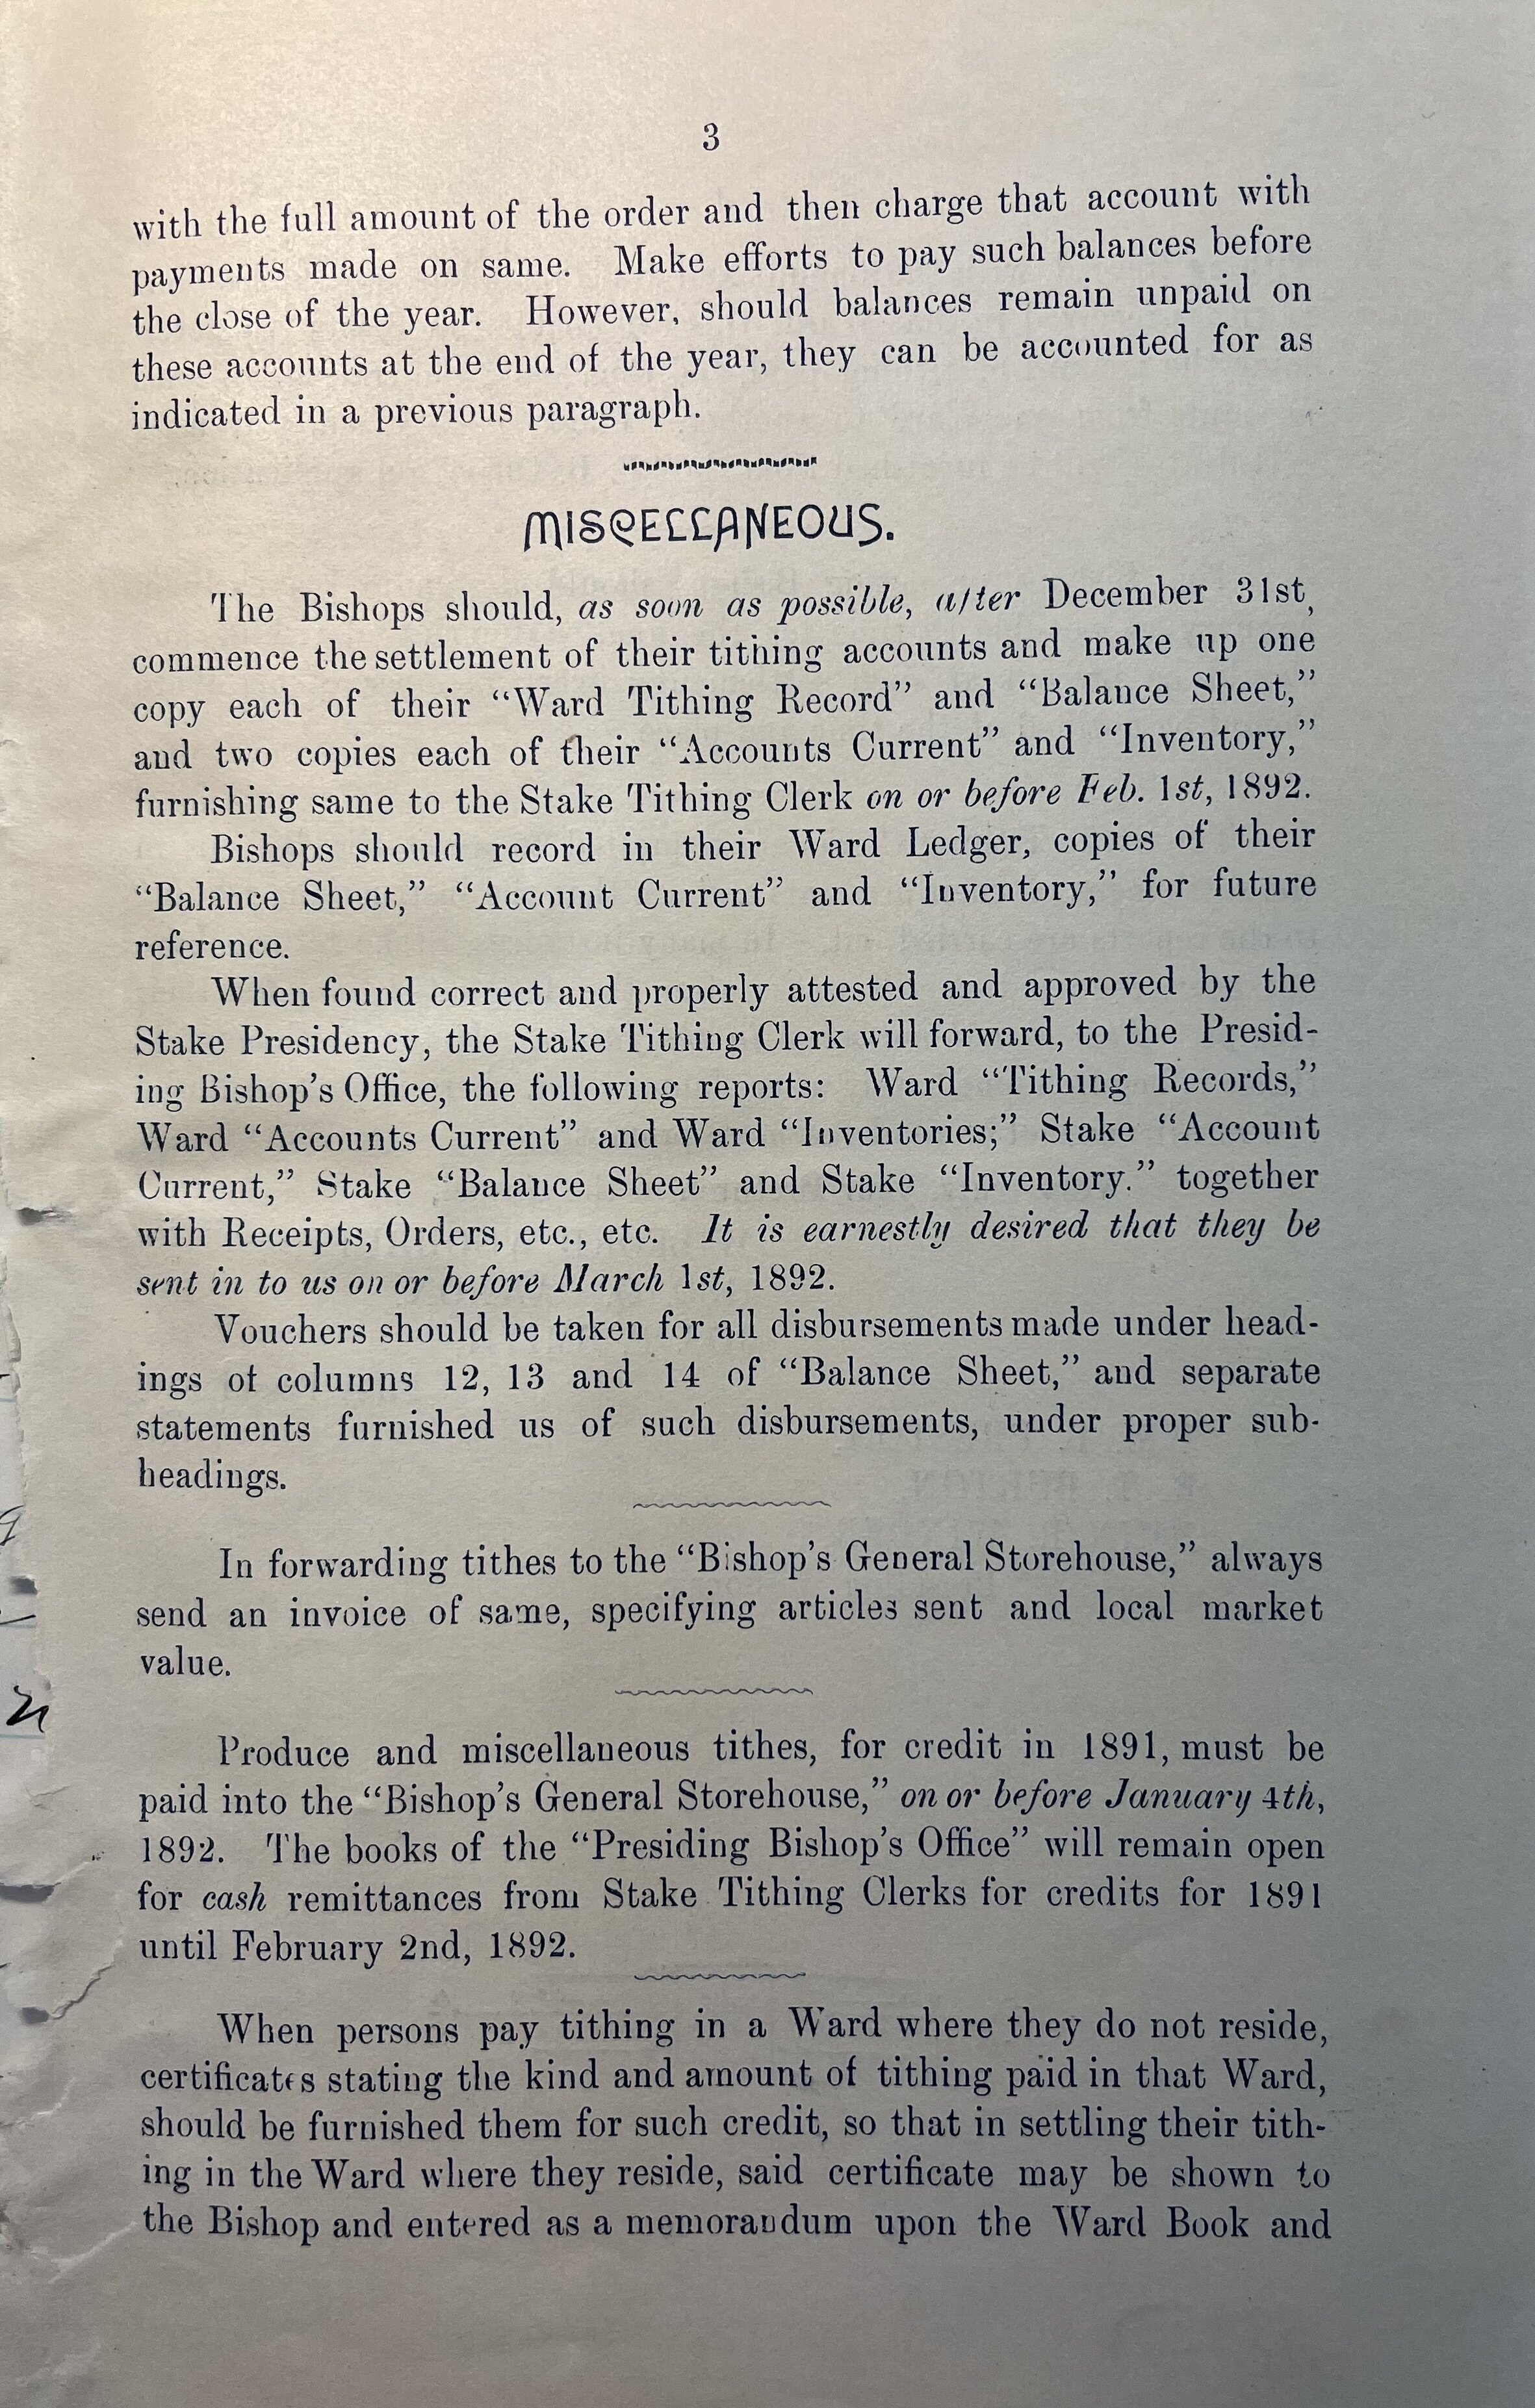 3
with the full amount of the order and then charge that account with
payments made on same. Make efforts to pay such balances before
the close of the year. However, should balances remain unpaid on
these accounts at the end of the year, they can be accounted for as
indicated in a previous paragraph.
MISCELLANEOUS.
The Bishops should, as soon as possible, after December 31st,
commence the settlement of their tithing accounts and make up one
copy each of their “Ward Tithing Record” and “Balance Sheet,”
and two copies each of their “Accounts Current” and “Inventory,”
furnishing same to the Stake Tithing Clerk on or before Feb. 1st, 1892.
Bishops should record in their Ward Ledger, copies of their
“Balance Sheet,” “Account Current” and “Inventory,” for future
reference.
When found correct and properly attested and approved by the
Stake Presidency, the Stake Tithing Clerk will forward, to the Presid-
ing Bishop’s Office, the following reports: Ward “Tithing Records,”
Ward “Accounts Current” and Ward “Inventories;” Stake “Account
Current,” Stake “Balance Sheet” and Stake “Inventory.” together
with Receipts, Orders, etc., etc. It is earnestly desired that they be
sent in to us on or before March 1st, 1892.
Vouchers should be taken for all disbursements made under head-
ings of columns 12, 13 and 14 of “Balance Sheet,” and separate
statements furnished us of such disbursements, under proper sub-
headings.
In forwarding tithes to the “Bishop’s General Storehouse,” always
send an invoice of same, specifying articles sent and local market
value.
Produce and miscellaneous tithes, for credit in 1891, must be
paid into the “Bishop’s General Storehouse,” on or before January 4th,
1892. The books of the “Presiding Bishop’s Office” will remain open
for cash remittances from Stake Tithing Clerks for credits for 1891
until February 2nd, 1892.
When persons pay tithing in a Ward where they do not reside,
certificates stating the kind and amount of tithing paid in that Ward,
should be furnished them for such credit, so that in settling their tith-
ing in the Ward where they reside, said certificate may be shown to
the Bishop and entered as a memorandum upon the Ward Book and